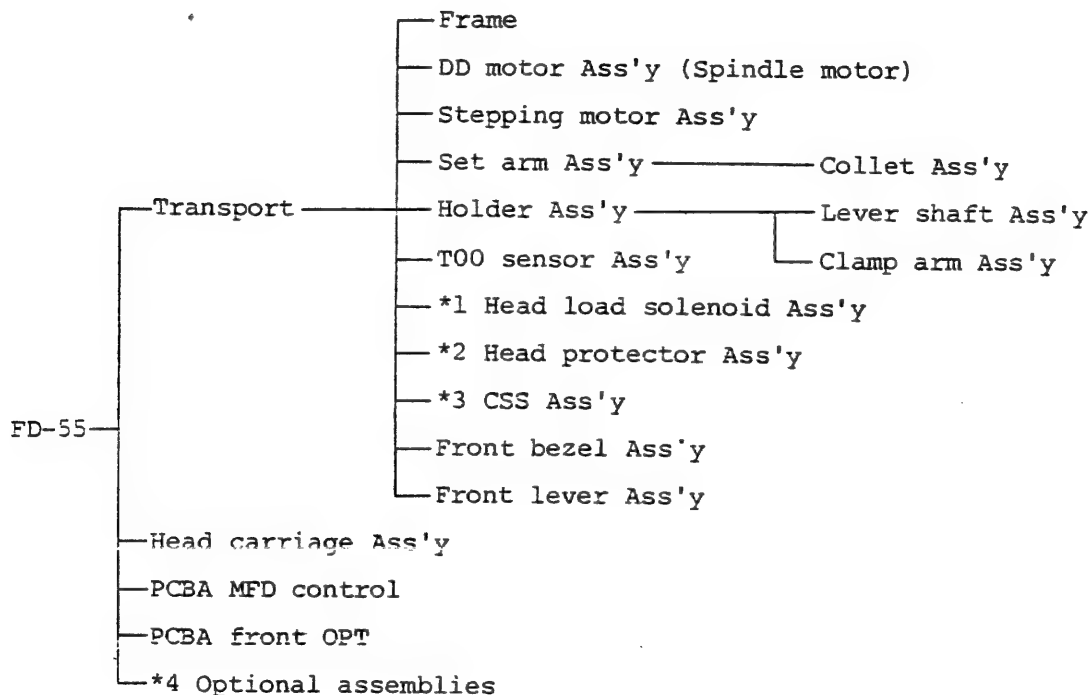 Frame
DD motor Ass'y (Spindle motor)
Stepping motor Ass'y
Set arm Ass'y Collet Ass'y
Transport Holder Ass'y Lever shaft Ass'y
T00 sensor Ass'y Clamp arm Ass'y
*1 Head load solenoid Ass'y
*2 Head protector Ass'y
*3 CSS Ass'y
FD-55
Front bezel Ass'y
Front lever Ass'y
Head carriage Ass'y
PCBA MFD control
PCBA front OPT
*4 Optional assemblies